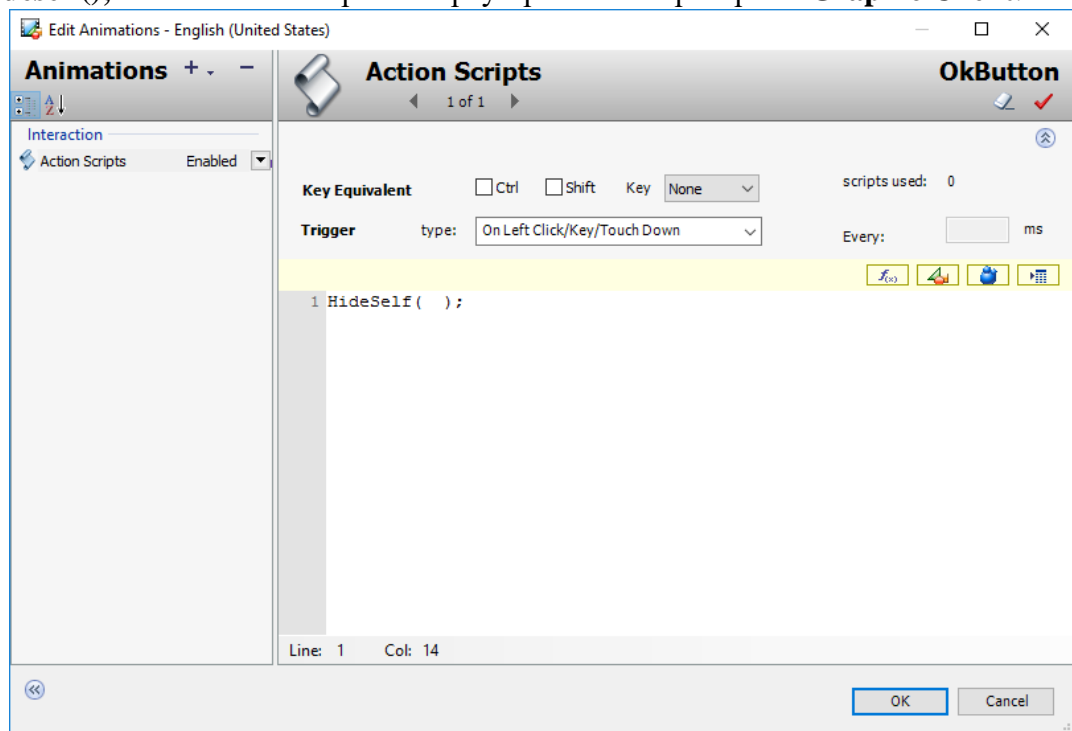 Edit Animations - English (United States)
Animations
Action Scripts
OkButton
1 of 1
Interaction
Action Scripts Enabled
scripts used: 0
Key Equivalent Ctrl Shift Key None
Trigger type: On Left Click/Key/Touch Down
Every: ms
f(x)
1 HideSelf( );
Line: 1 Col: 14
OK Cancel